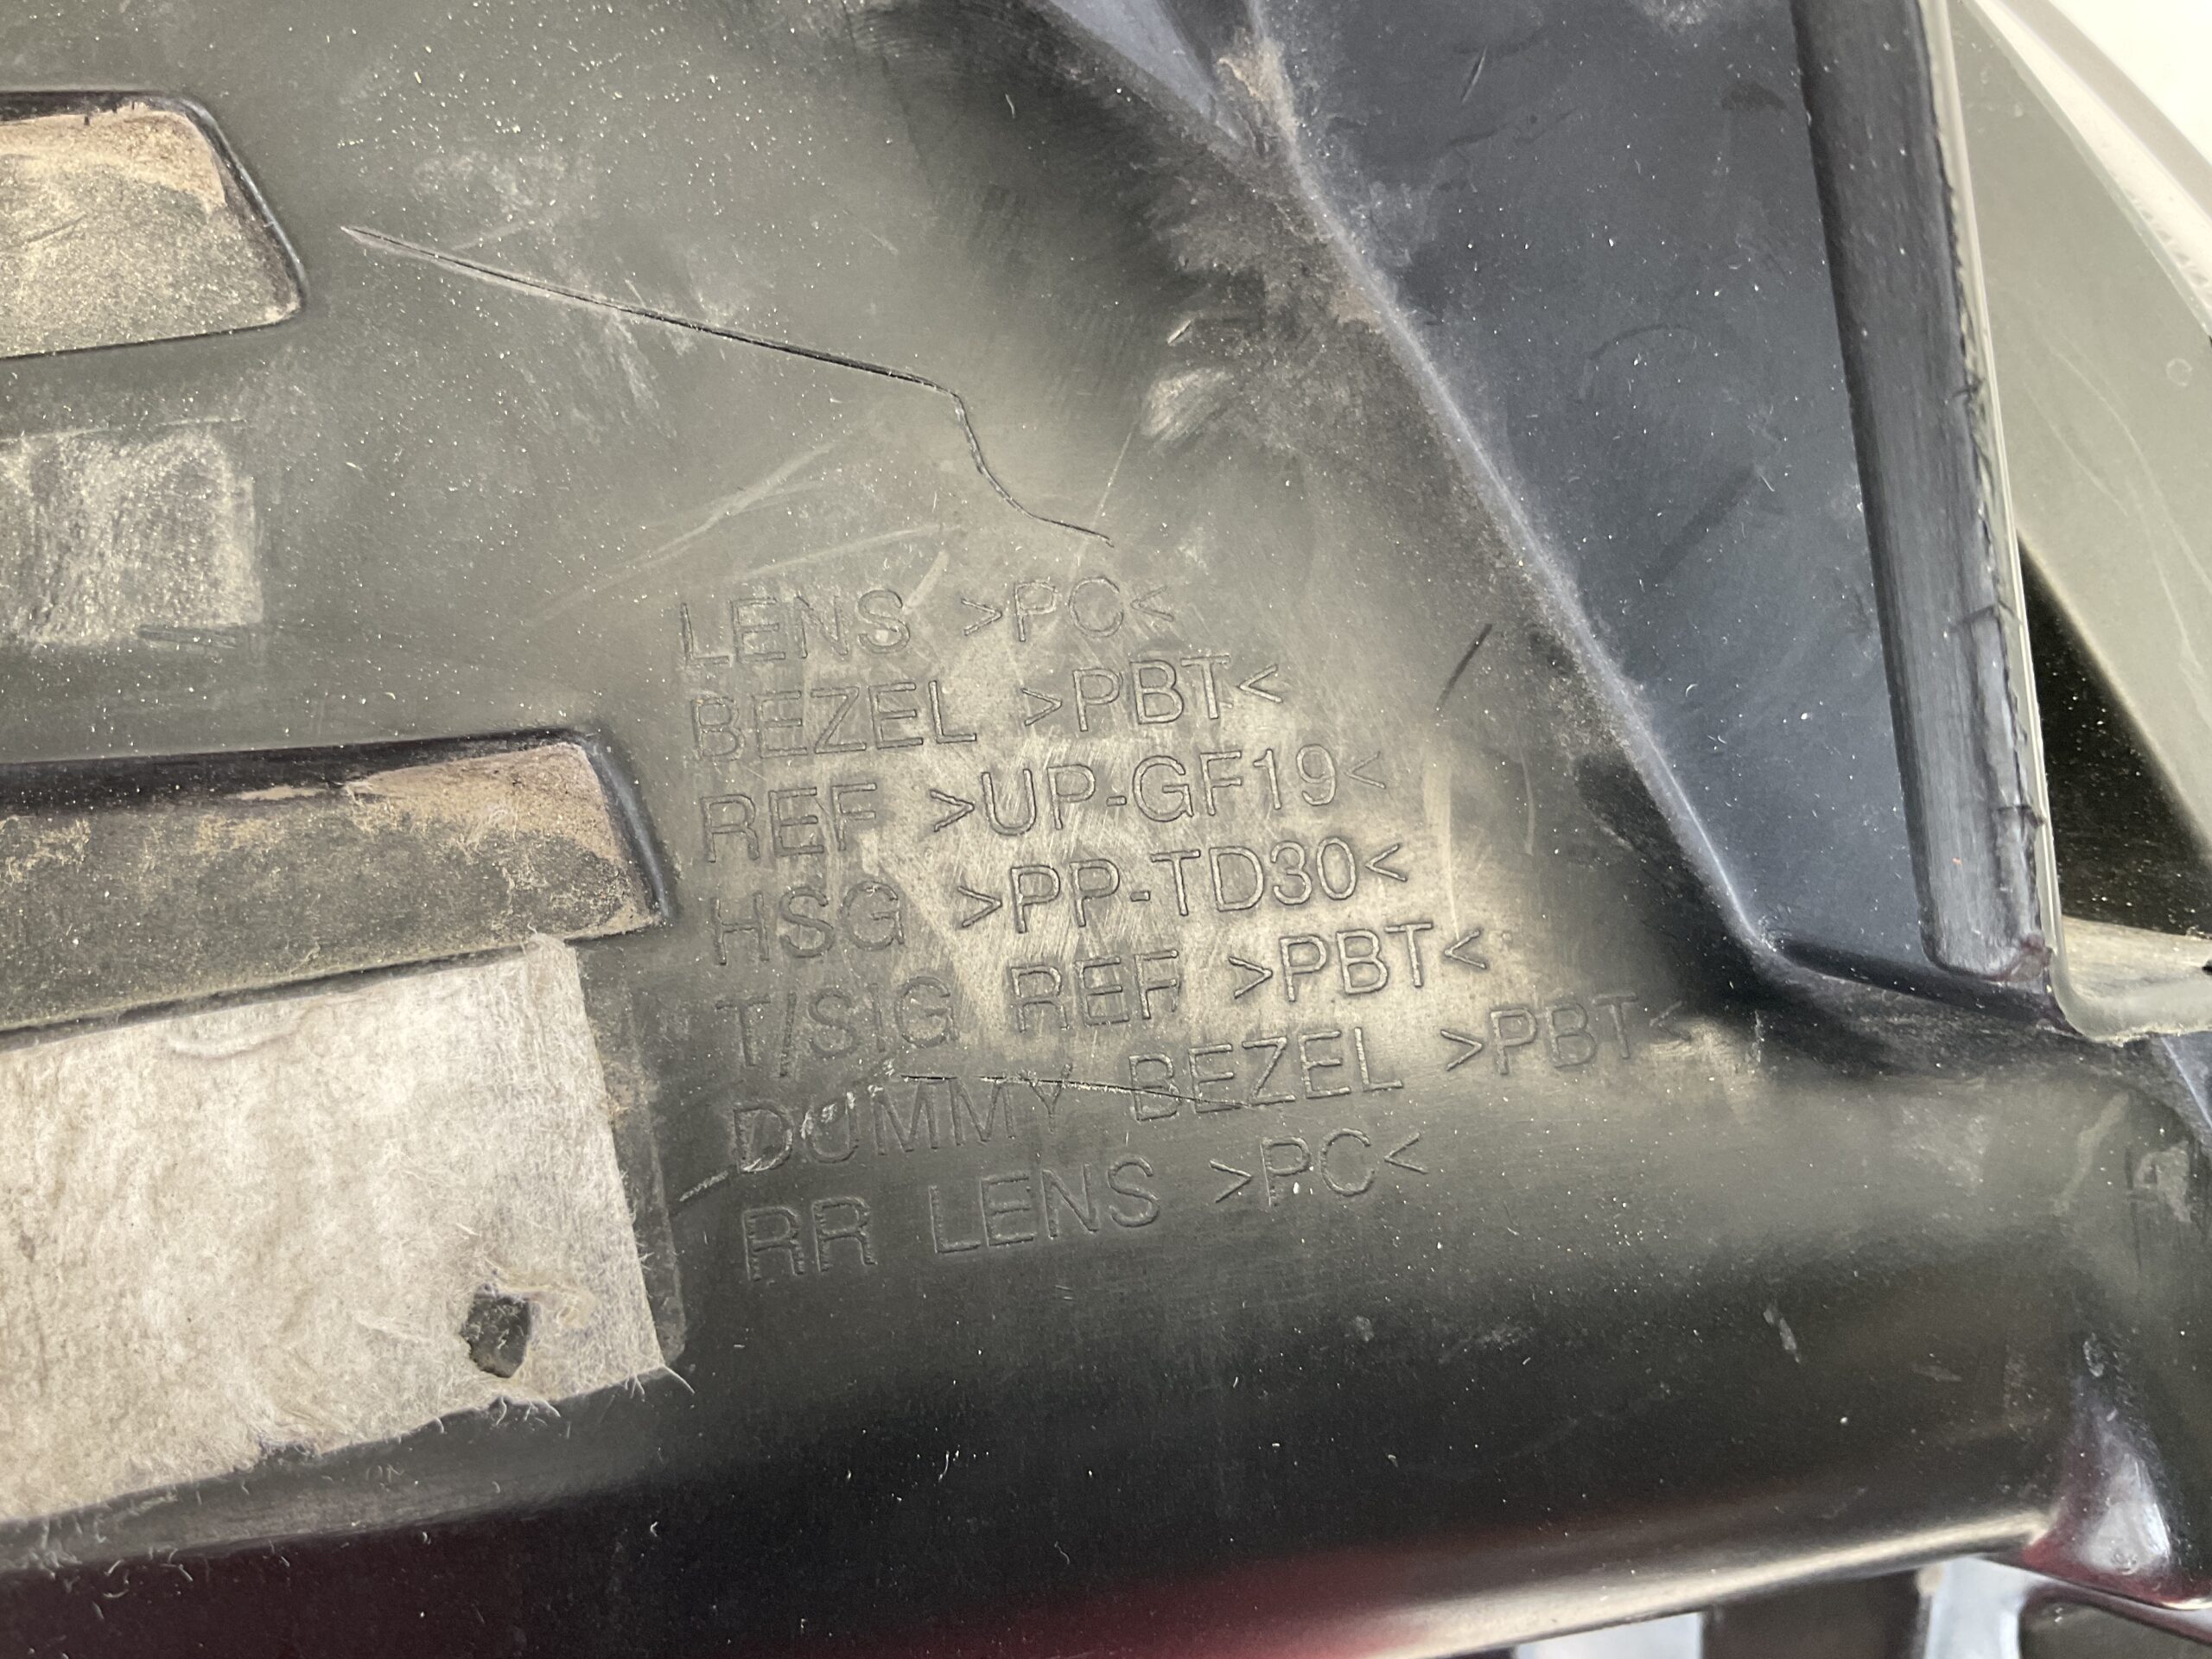 LENS >PC<
BEZEL >PBT<
REF >UP-GF19<
HSG >PP-TD30<
T/SIG REF >PBT<
DUMMY BEZEL >PBT<
RR LENS >PC<